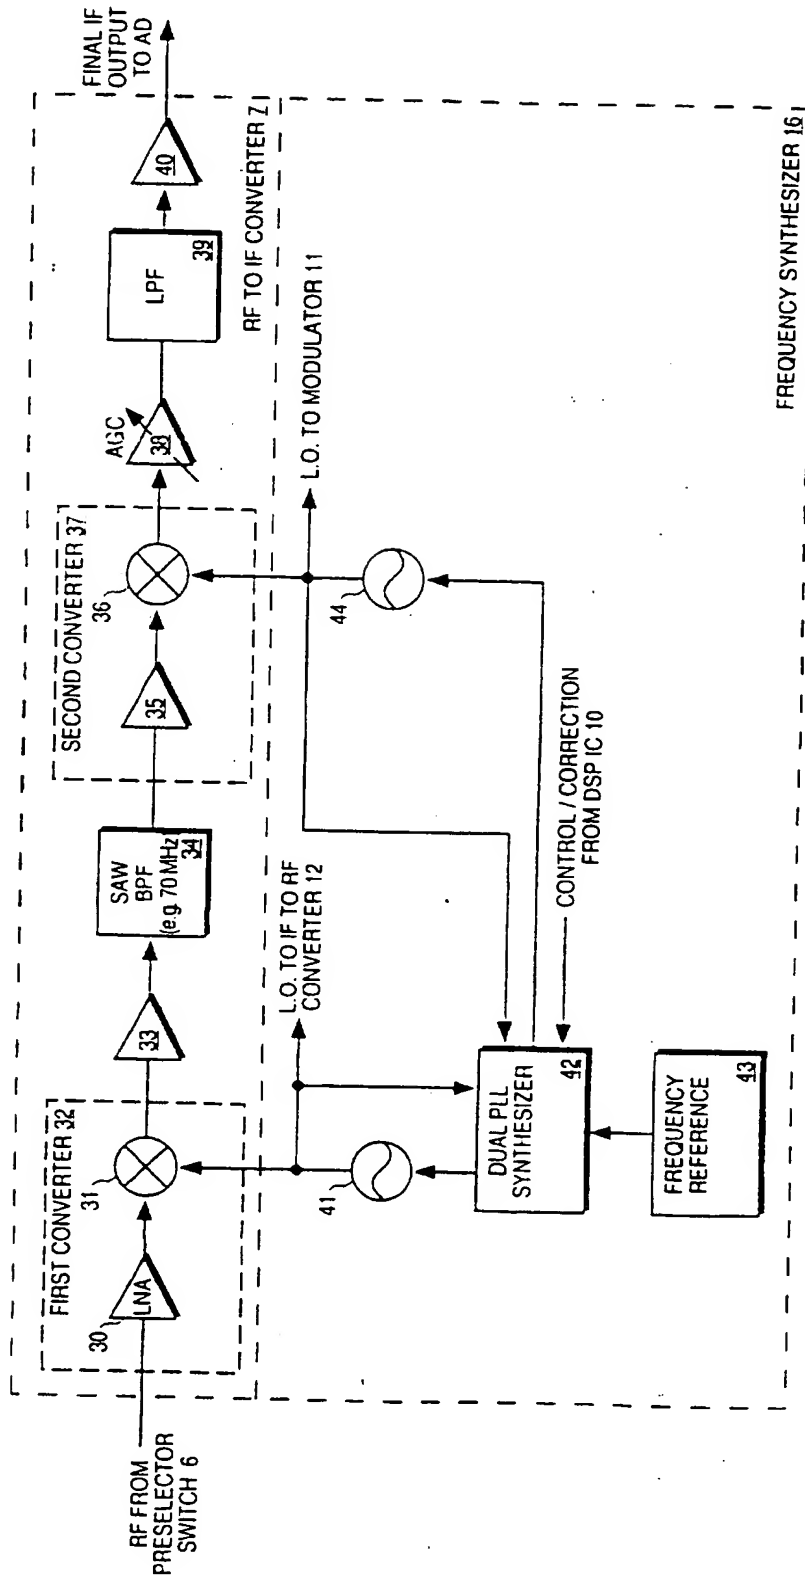 RF FROM
PRESELECTOR
SWITCH 6
FIRST CONVERTER 32
30
LNA
31
33
SAW
BPF
(e.g. 70 MHz
34
SECOND CONVERTER 37
35
36
AGC
38
LPF
39
40
FINAL IF
OUTPUT
TO AD
RF TO IF CONVERTER 7
L.O. TO IF TO RF
CONVERTER 12
L.O. TO MODULATOR 11
41
44
DUAL PLL
SYNTHESIZER
42
CONTROL / CORRECTION
FROM DSP IC 10
FREQUENCY
REFERENCE
43
FREQUENCY SYNTHESIZER 16